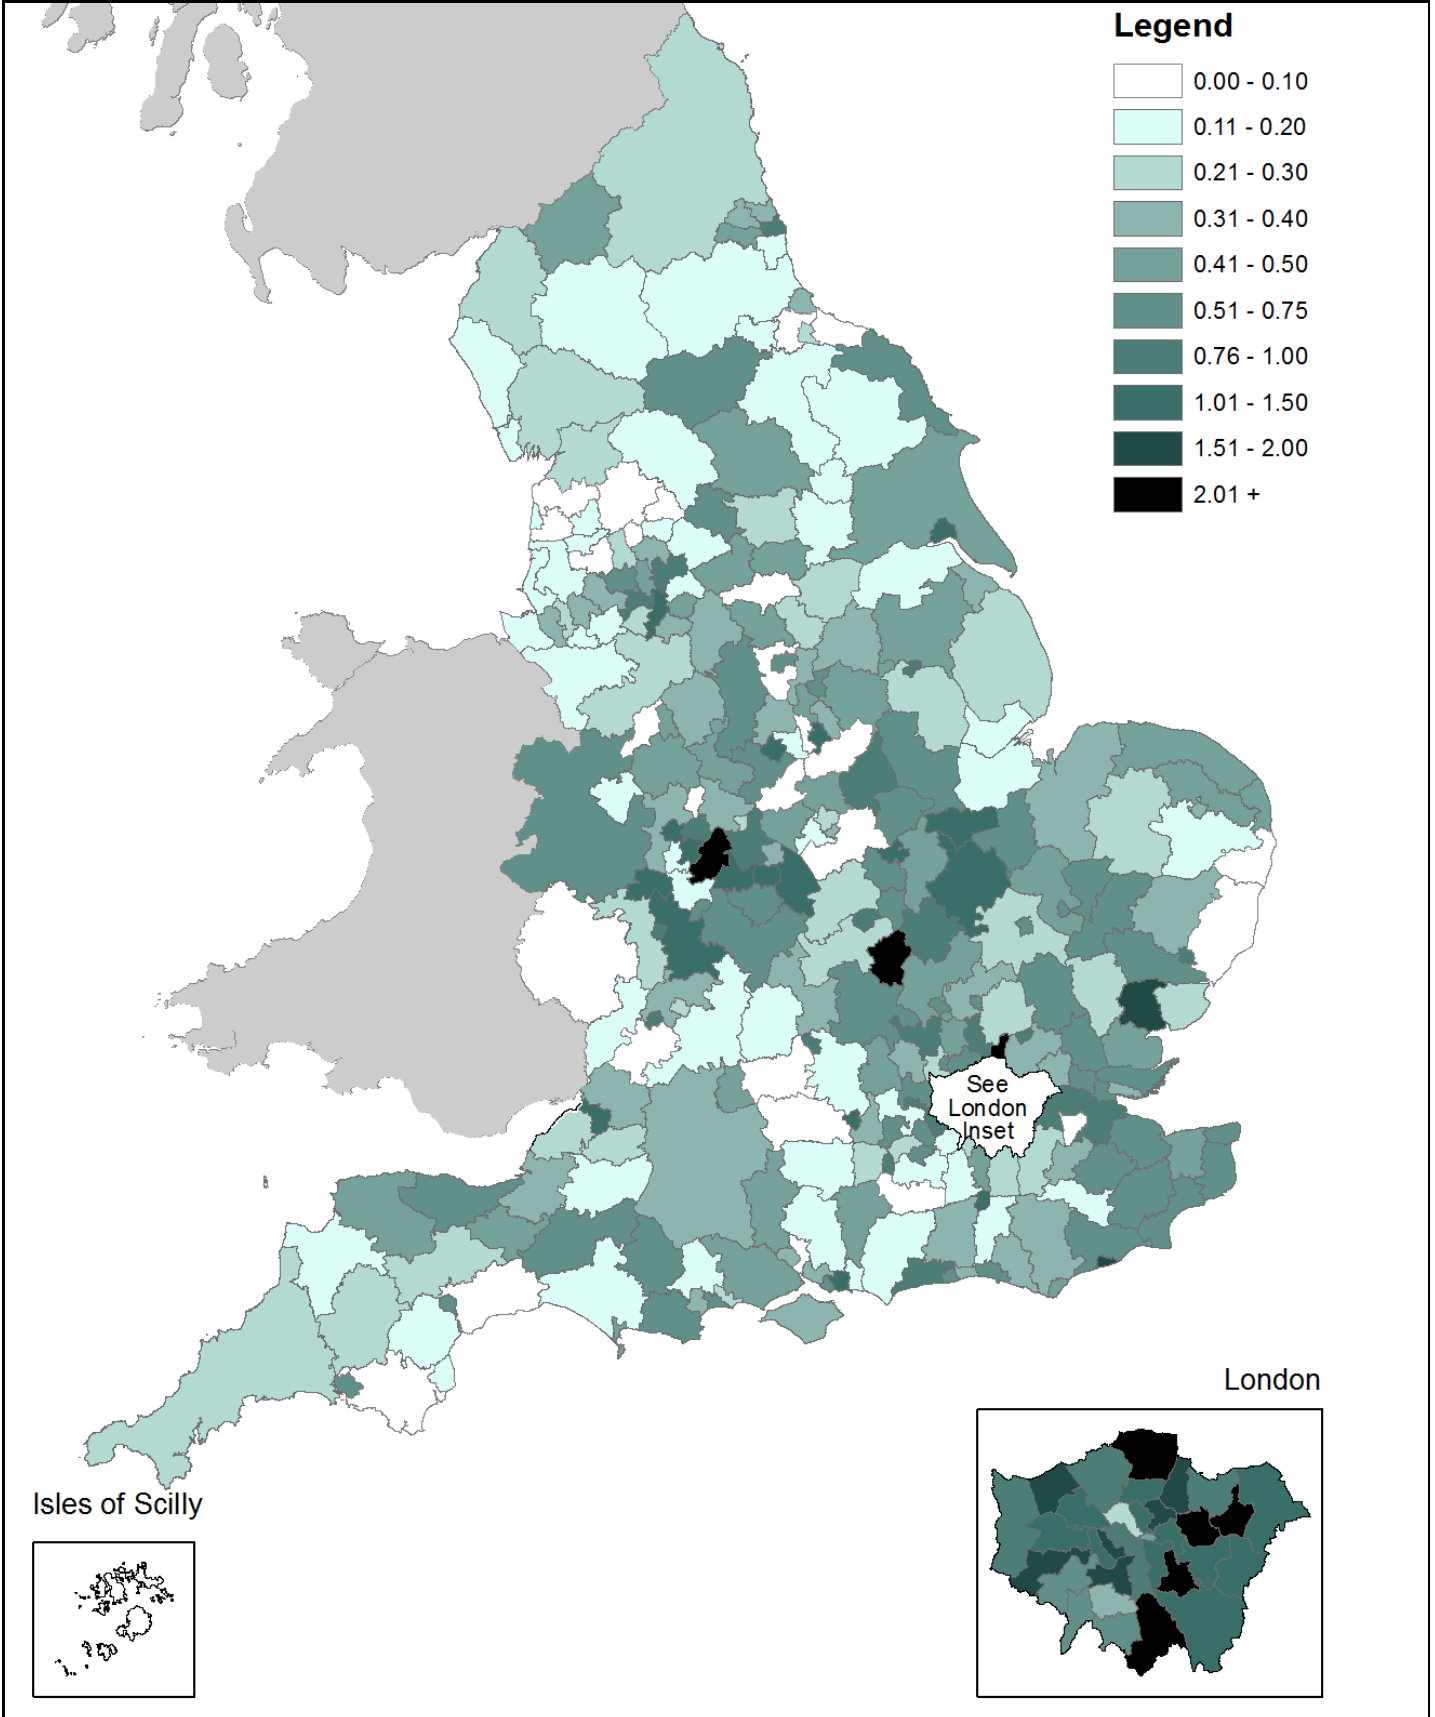 Legend
0.00 - 0.10
0.11 - 0.20
0.21 - 0.30
0.31 - 0.40
0.41 - 0.50
0.51 - 0.75
0.76 - 1.00
1.01 - 1.50
1.51 - 2.00
2.01 +
See
London
Inset
London
Isles of Scilly